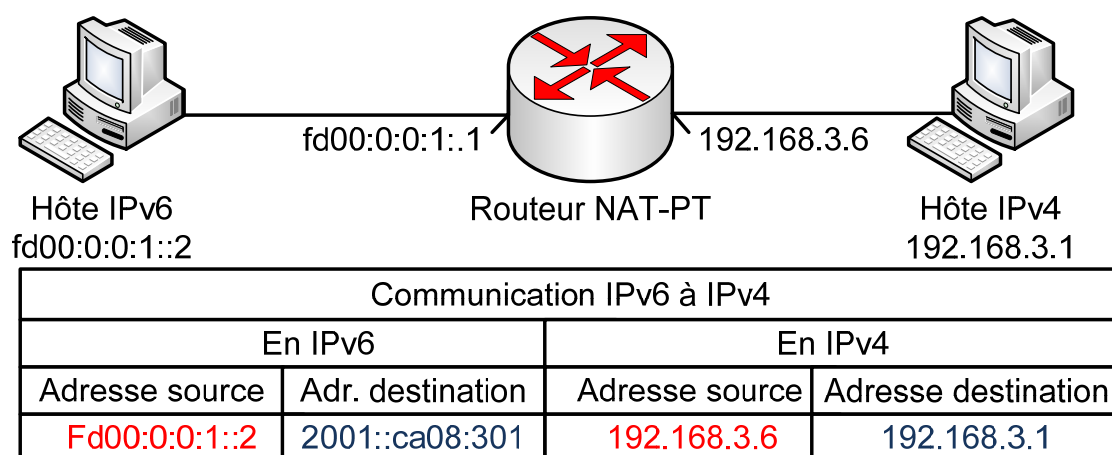 fd00:0:0:1:.1
192.168.3.6
Hôte IPv6
Routeur NAT-PT
Hôte IPv4
fd00:0:0:1::2
192.168.3.1
Communication IPv6 à IPv4
En IPv6
En IPv4
Adresse source
Adr. destination
Adresse source
Adresse destination
Fd00:0:0:1::2
2001::ca08:301
192.168.3.6
192.168.3.1